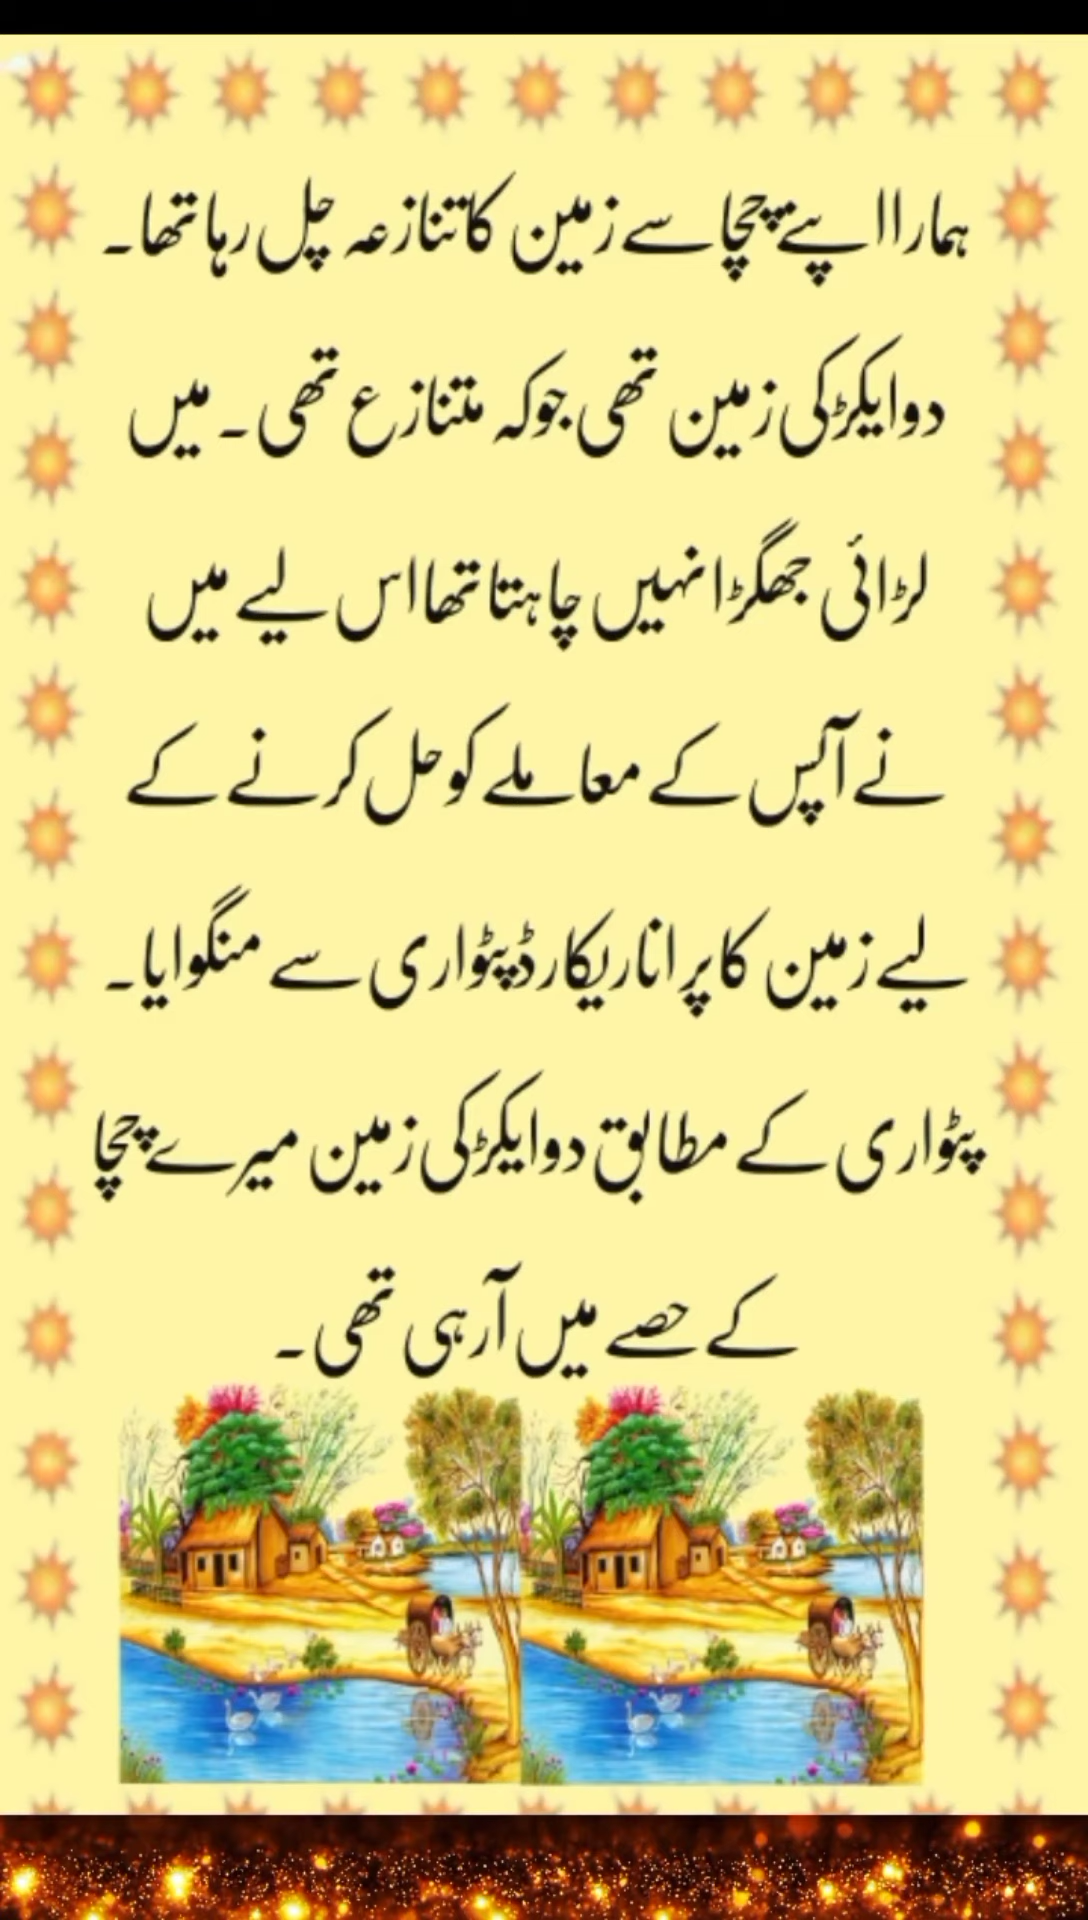 ہمارا اپنے چچا سے زمین کا تنازعہ چل رہا تھا۔
دو ایکڑ کی زمین تھی جو کہ متنازع تھی۔ میں
لڑائی جھگڑا نہیں چاہتا تھا اس لیے میں
نے آپس کے معاملے کو حل کرنے کے
لیے زمین کا پرانا ریکارڈ پٹواری سے منگوایا۔
پٹواری کے مطابق دو ایکڑ کی زمین میرے چچا
کے حصے میں آ رہی تھی۔